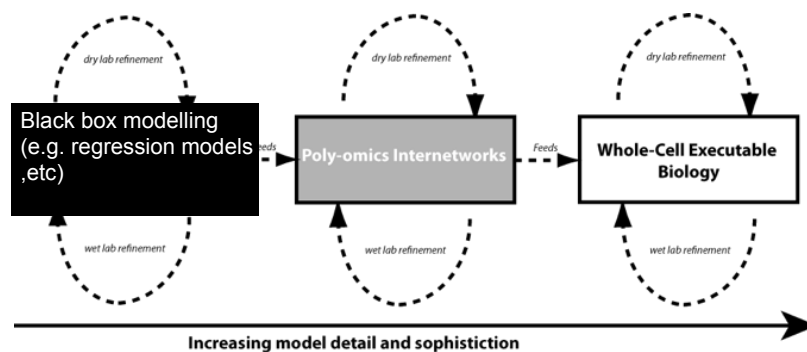 dry lab refinement
dry lab refinement
dry lab refinement
Black box modelling
(e.g. regression models
,etc)
Poly-omics Internetworks
Feeds
Whole-Cell Executable
Biology
wet lab refinement
wet lab refinement
wet lab refinement
Increasing model detail and sophistiction